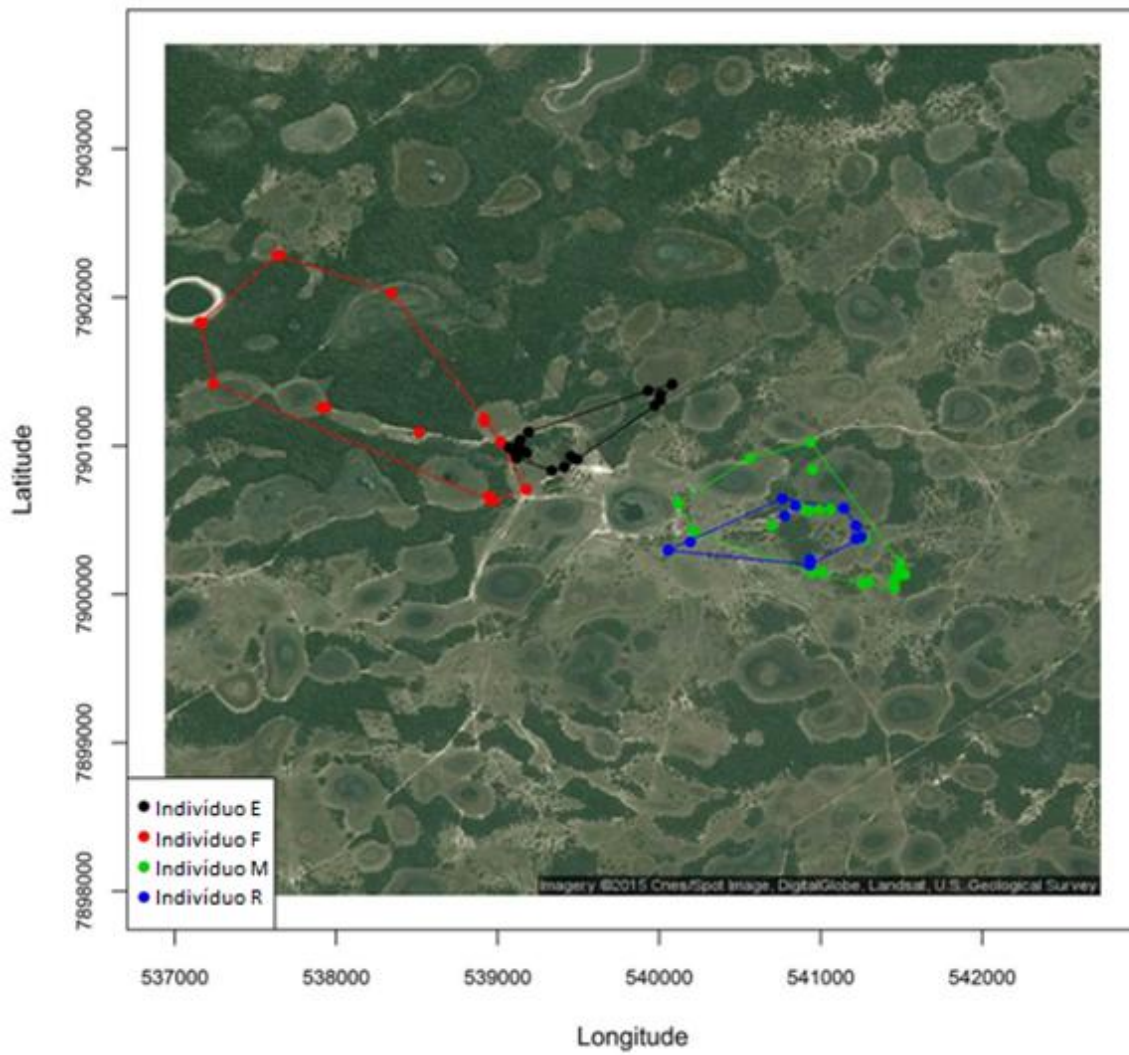 Latitude
7903000
7902000
7901000
7900000
7899000
7898000
Indivíduo E
Indivíduo F
Indivíduo M
Indivíduo R
Imagery ©2015 Cnes/Spot Image, DigitalGlobe, Landsat, U.S. Geological Survey
537000 538000 539000 540000 541000 542000
Longitude